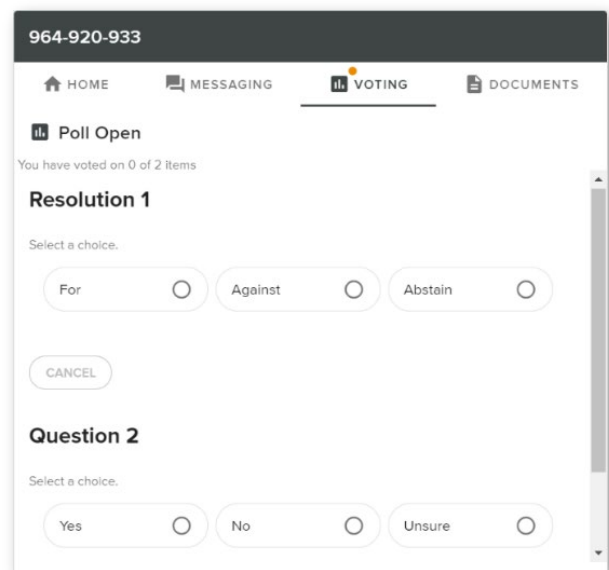 964-920-933
HOME MESSAGING VOTING DOCUMENTS
Poll Open
You have voted on 0 of 2 items
Resolution 1
Select a choice.
For Against Abstain
CANCEL
Question 2
Select a choice.
Yes No Unsure